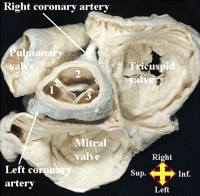 Right coronary artery
Pulmonary
valve
Tricuspid
valve
2
1
3
Left coronary
artery
Mitral
valve
Right
Sup.
Inf.
Left